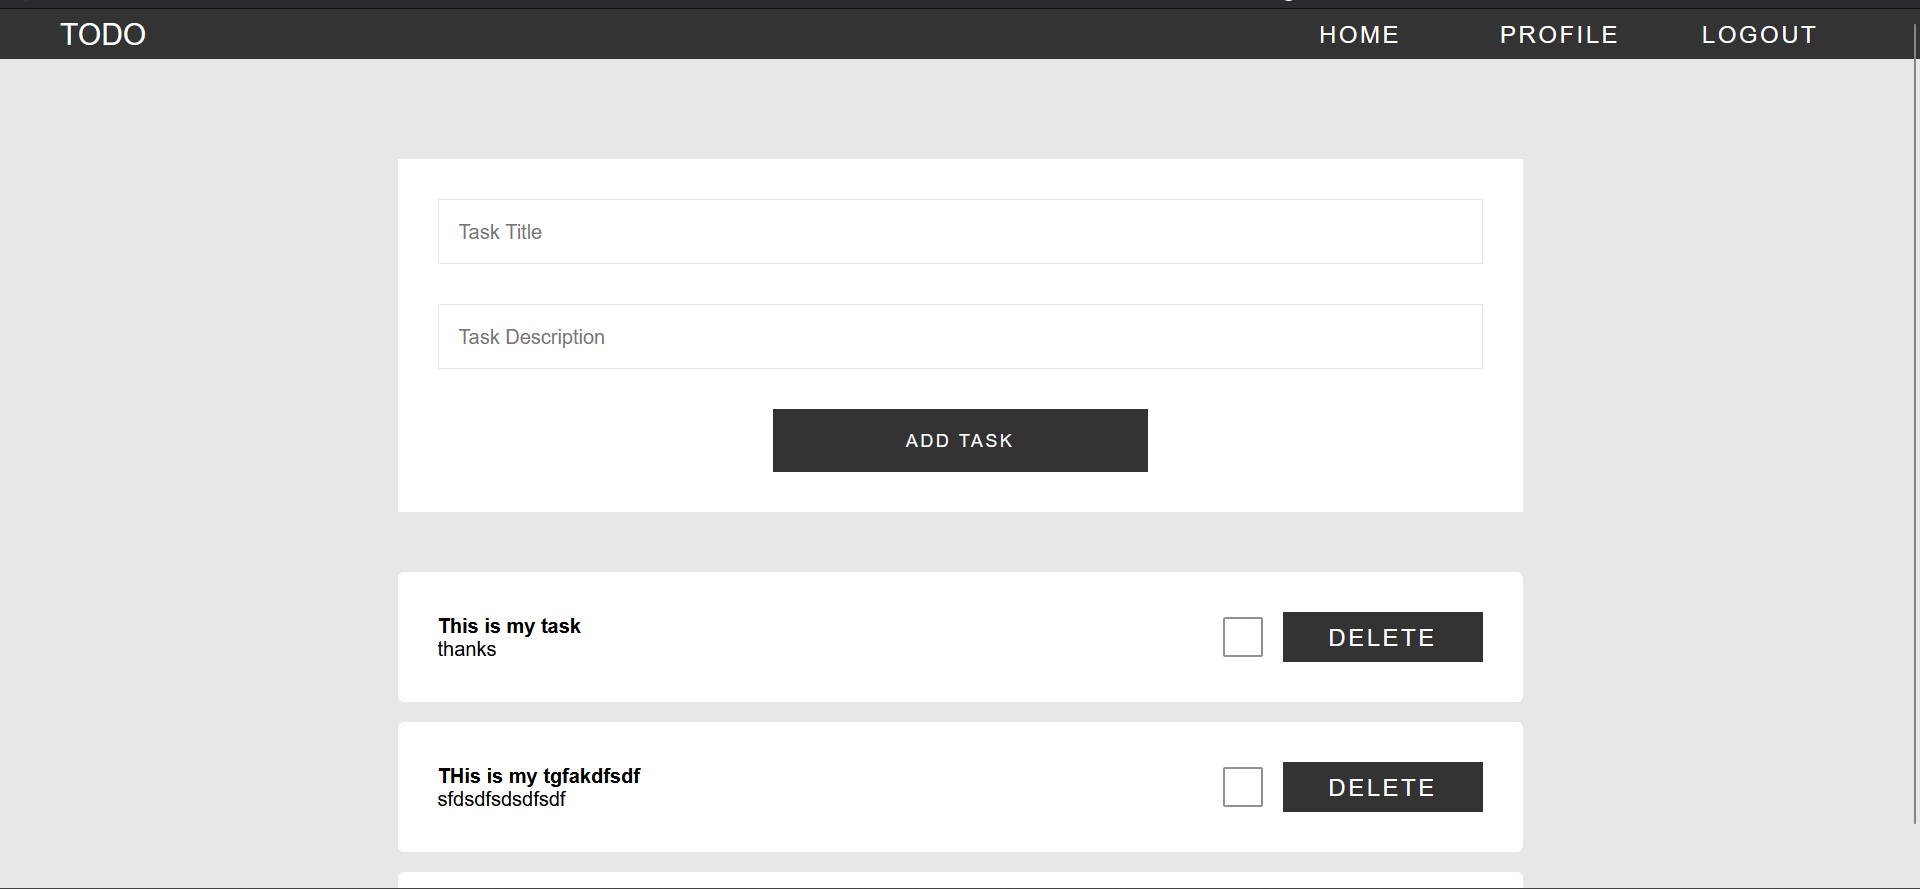 TODO
HOME
PROFILE
LOGOUT
Task Title
Task Description
ADD TASK
This is my task
thanks
DELETE
THis is my tgfakdfsdf
sfdsdfsdsdfsdf
DELETE